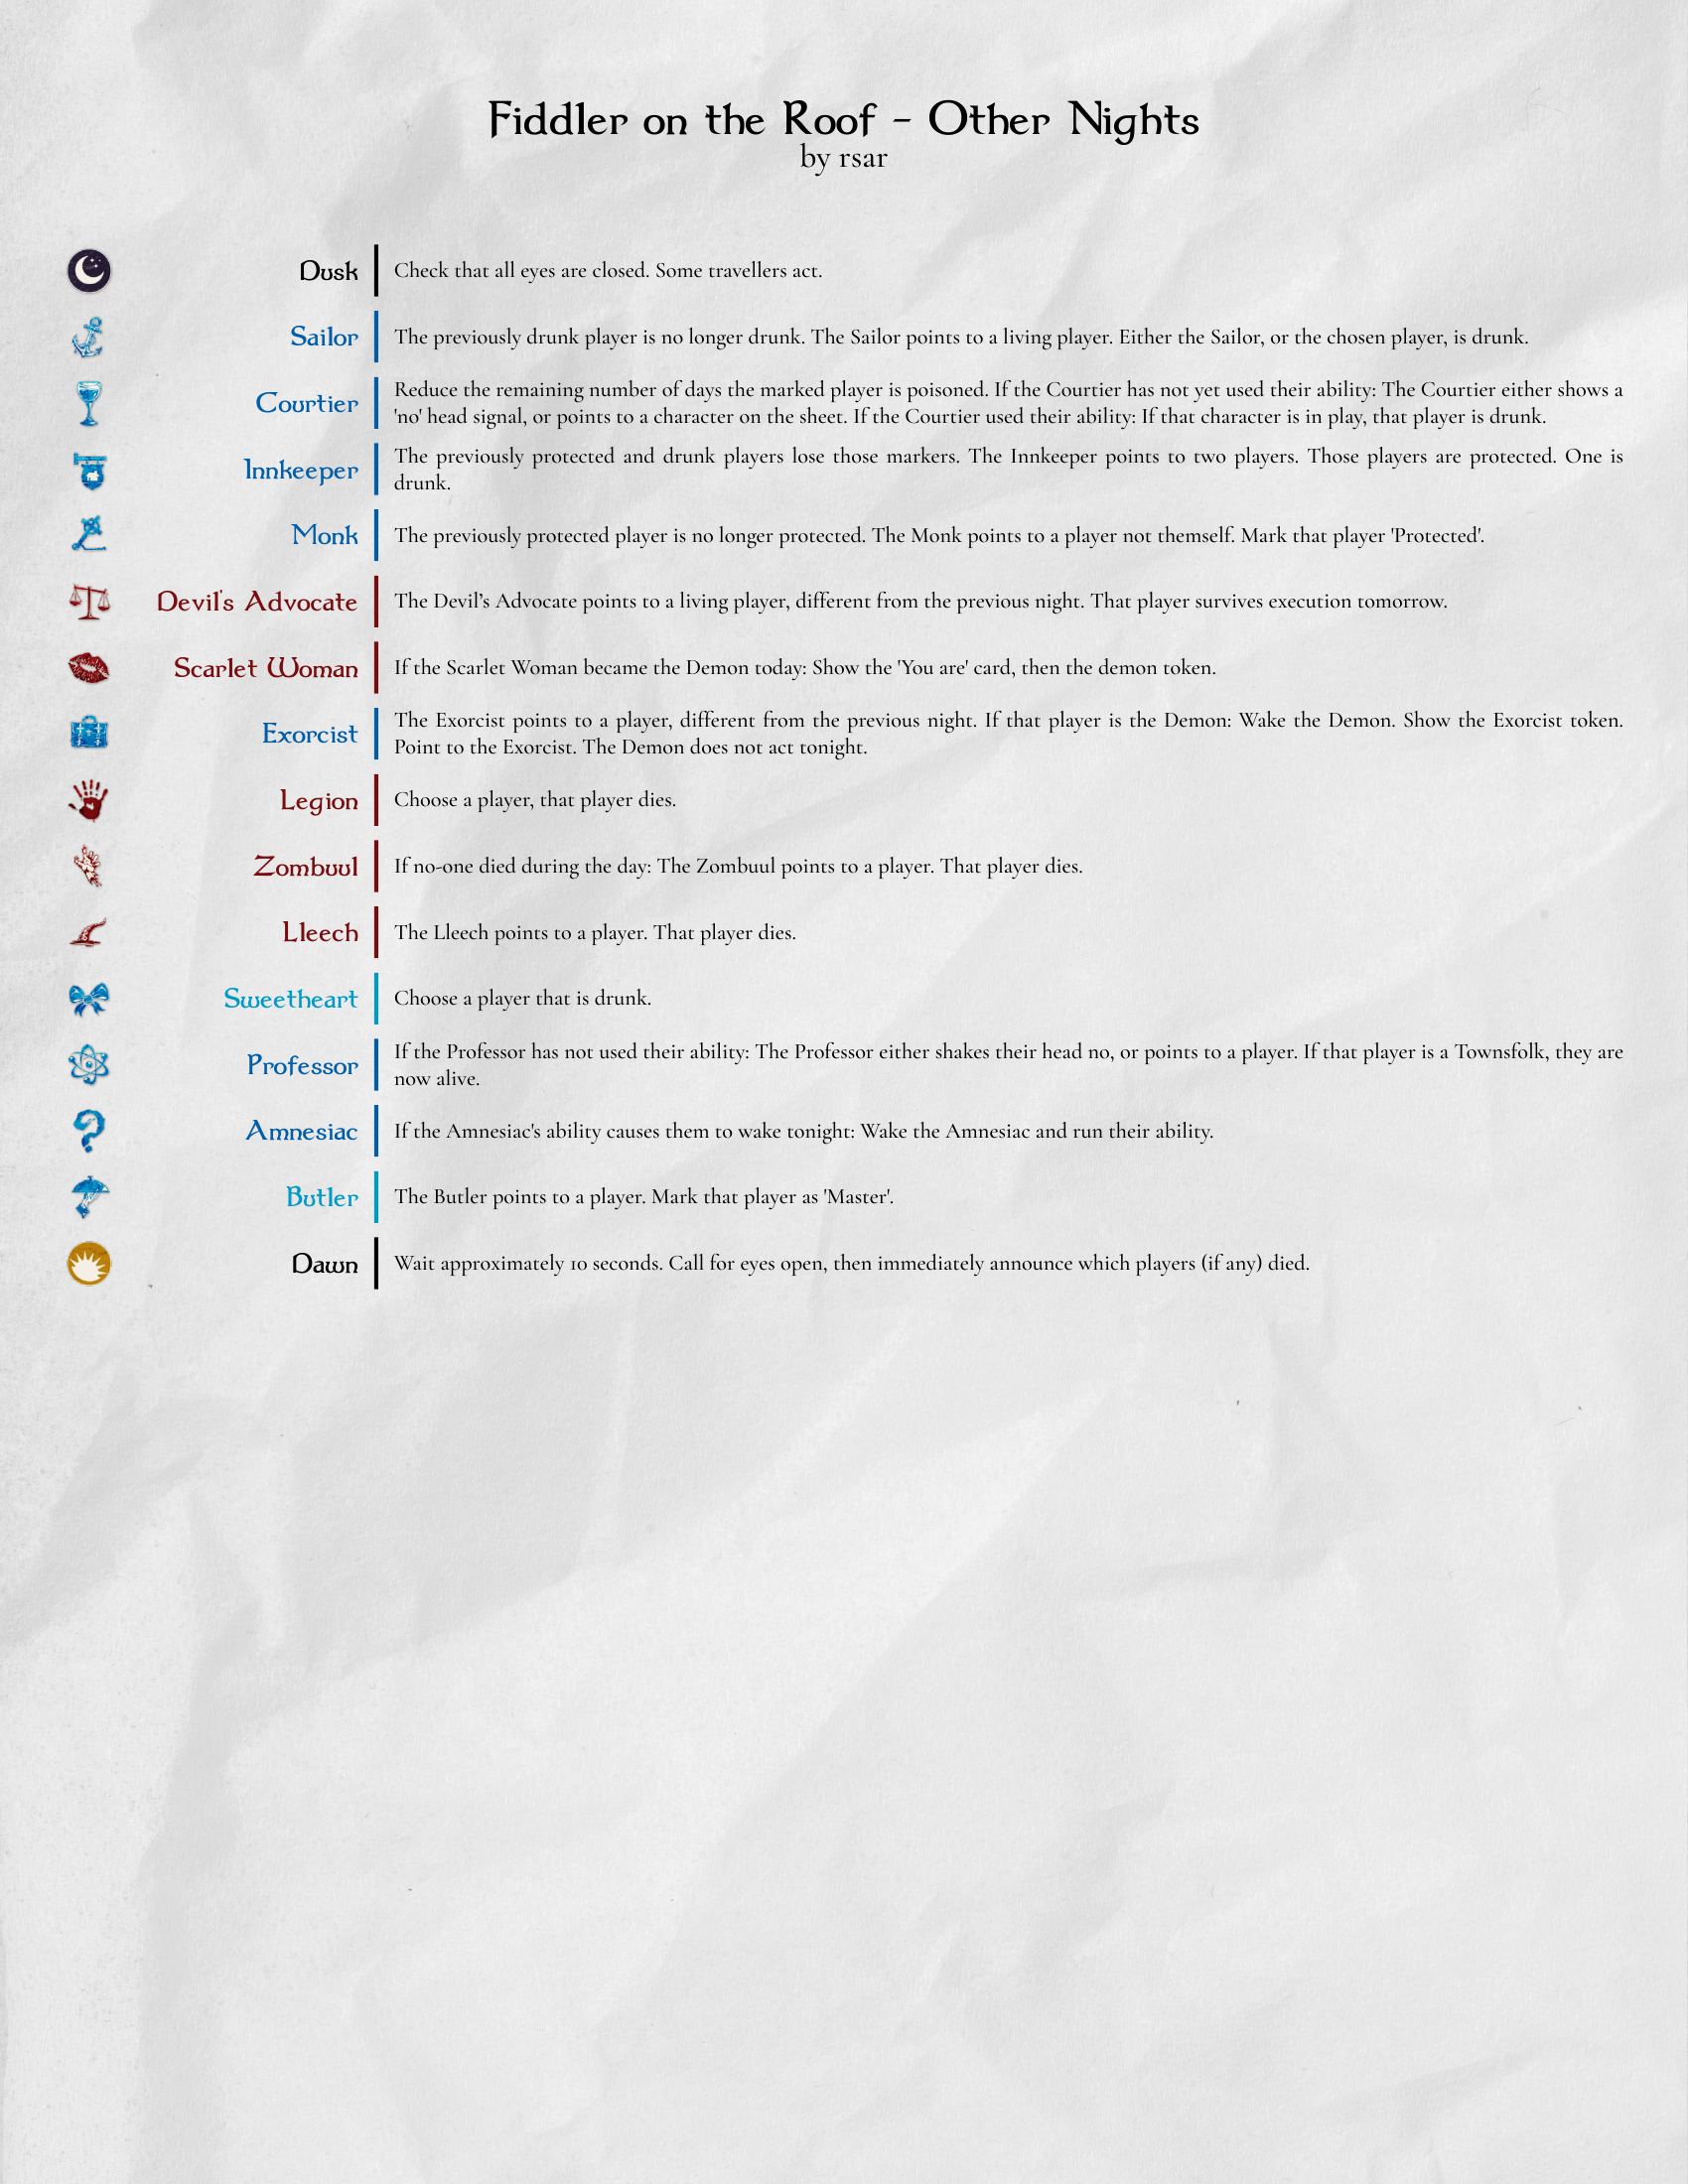 Fiddler on the Roof - Other Nights
by rsar
Dusk
Check that all eyes are closed. Some travellers act.
Sailor
The previously drunk player is no longer drunk. The Sailor points to a living player. Either the Sailor, or the chosen player, is drunk.
Courtier
Reduce the remaining number of days the marked player is poisoned. If the Courtier has not yet used their ability: The Courtier either shows a
'no' head signal, or points to a character on the sheet. If the Courtier used their ability: If that character is in play, that player is drunk.
Innkeeper
The previously protected and drunk players lose those markers. The Innkeeper points to two players. Those players are protected. One is
drunk.
Monk
The previously protected player is no longer protected. The Monk points to a player not themself. Mark that player 'Protected'.
Devil's Advocate
The Devil’s Advocate points to a living player, different from the previous night. That player survives execution tomorrow.
Scarlet Woman
If the Scarlet Woman became the Demon today: Show the 'You are' card, then the demon token.
Exorcist
The Exorcist points to a player, different from the previous night. If that player is the Demon: Wake the Demon. Show the Exorcist token.
Point to the Exorcist. The Demon does not act tonight.
Legion
Choose a player, that player dies.
Zombuul
If no-one died during the day: The Zombuul points to a player. That player dies.
Lleech
The Lleech points to a player. That player dies.
Sweetheart
Choose a player that is drunk.
Professor
If the Professor has not used their ability: The Professor either shakes their head no, or points to a player. If that player is a Townsfolk, they are
now alive.
Amnesiac
If the Amnesiac's ability causes them to wake tonight: Wake the Amnesiac and run their ability.
Butler
The Butler points to a player. Mark that player as 'Master'.
Dawn
Wait approximately 10 seconds. Call for eyes open, then immediately announce which players (if any) died.